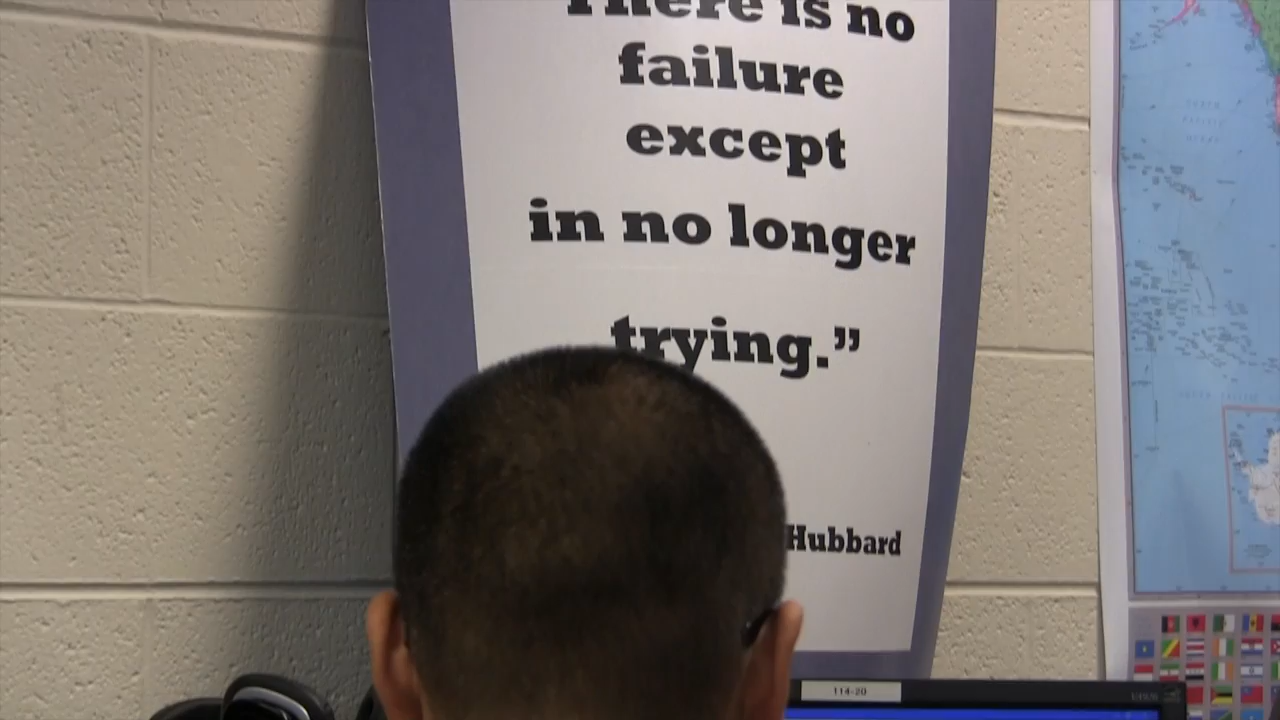 There is no
failure
except
in no longer
trying.”
Hubbard
114-20